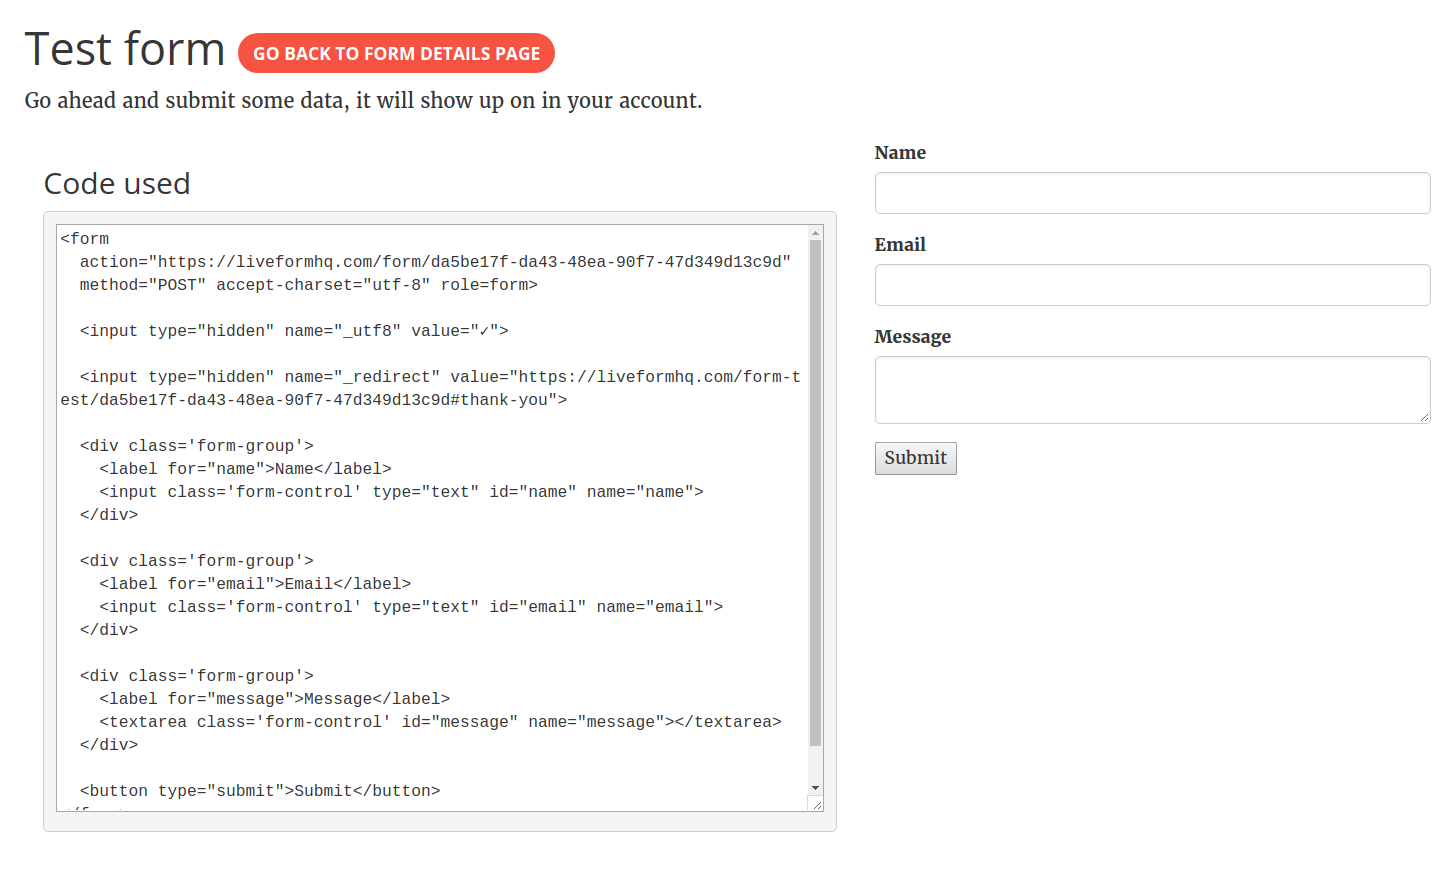 Test form GO BACK TO FORM DETAILS PAGE
Go ahead and submit some data, it will show up on in your account.
Code used
<form
  action="https://liveformhq.com/form/da5be17f-da43-48ea-90f7-47d349d13c9d"
  method="POST" accept-charset="utf-8" role=form>
  <input type="hidden" name="_utf8" value="✓">
  <input type="hidden" name="_redirect" value="https://liveformhq.com/form-t
est/da5be17f-da43-48ea-90f7-47d349d13c9d#thank-you">
  <div class='form-group'>
    <label for="name">Name</label>
    <input class='form-control' type="text" id="name" name="name">
  </div>
  <div class='form-group'>
    <label for="email">Email</label>
    <input class='form-control' type="text" id="email" name="email">
  </div>
  <div class='form-group'>
    <label for="message">Message</label>
    <textarea class='form-control' id="message" name="message"></textarea>
  </div>
  <button type="submit">Submit</button>
Name
Email
Message
Submit